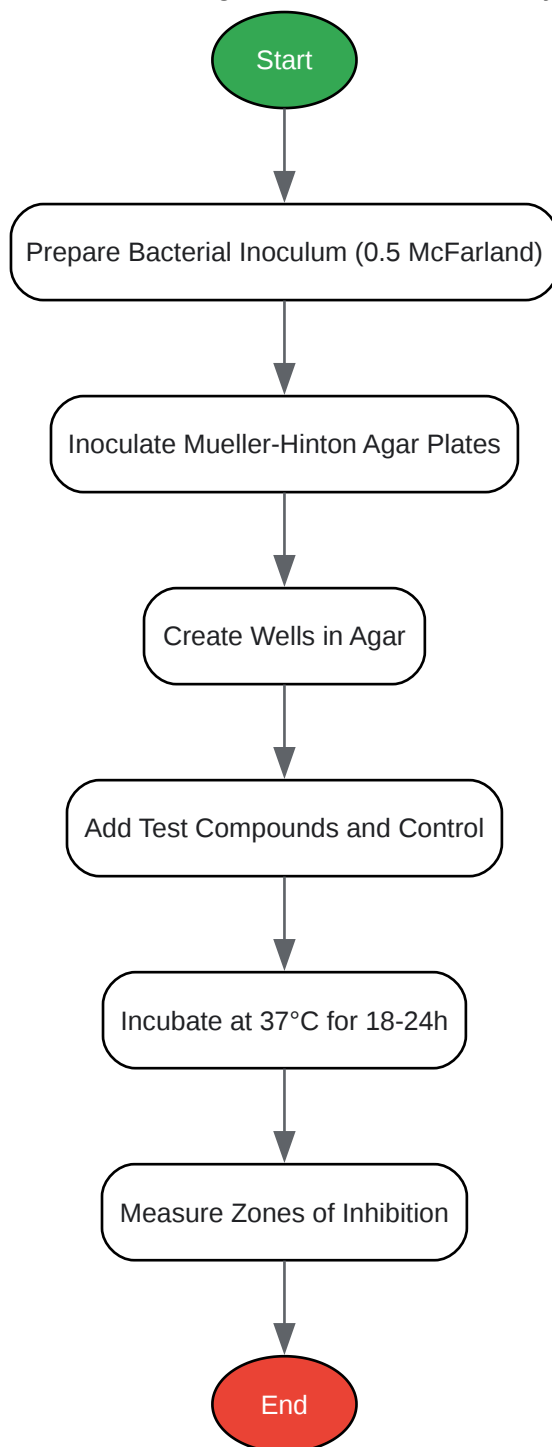 Start
Prepare Bacterial Inoculum (0.5 McFarland)
Inoculate Mueller-Hinton Agar Plates
Create Wells in Agar
Add Test Compounds and Control
Incubate at 37°C for 18-24h
Measure Zones of Inhibition
End